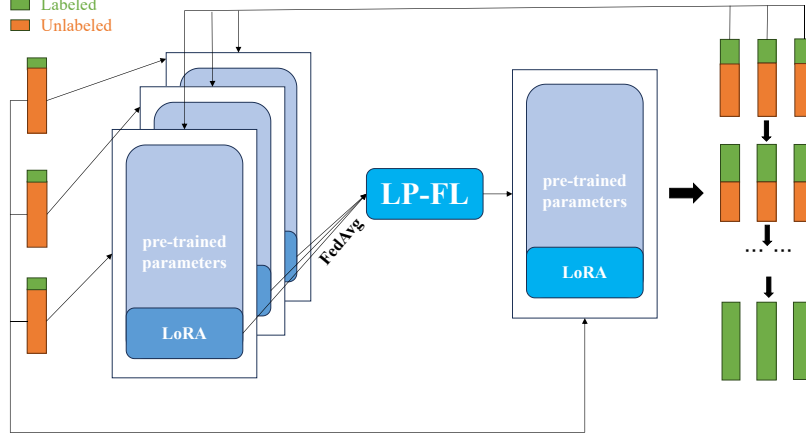 Labeled
Unlabeled
pre-trained
parameters
LoRA
FedAvg
LP-FL
pre-trained
parameters
LoRA
... ...